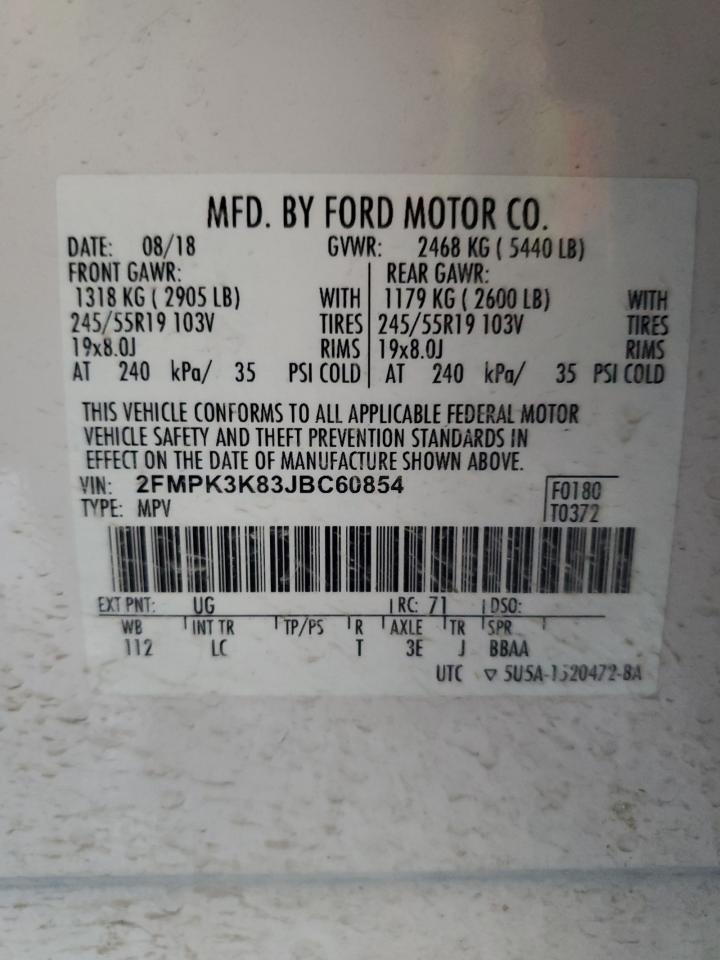 MFD. BY FORD MOTOR CO.
DATE: 08/18 GVWR: 2468 KG ( 5440 LB)
FRONT GAWR: REAR GAWR:
1318 KG ( 2905 LB) WITH 1179 KG ( 2600 LB) WITH
245/55R19 103V TIRES 245/55R19 103V TIRES
19x8.0J RIMS 19x8.0J RIMS
AT 240 kPa/ 35 PSI COLD AT 240 kPa/ 35 PSI COLD
THIS VEHICLE CONFORMS TO ALL APPLICABLE FEDERAL MOTOR
VEHICLE SAFETY AND THEFT PREVENTION STANDARDS IN
EFFECT ON THE DATE OF MANUFACTURE SHOWN ABOVE.
VIN: 2FMPK3K83JBC60854 F0180
TYPE: MPV T0372
EXT PNT: UG RC: 71 DSO:
WB INT TR TP/PS R AXLE TR SPR
112 LC T 3E J BBAA
UTC ▽ 5U5A-1520472-BA